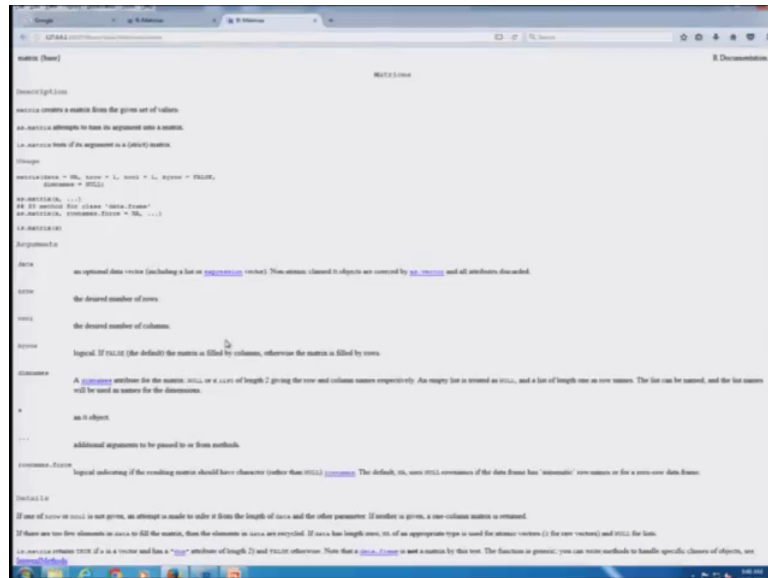 Google
R: Matrices
R: Matrices
Search
matrix {base}
R Documentation
Matrices
Description
matrix creates a matrix from the given set of values.
as.matrix attempts to turn its argument into a matrix.
is.matrix tests if its argument is a (strict) matrix.
Usage
matrix(data = NA, nrow = 1, ncol = 1, byrow = FALSE,
dimnames = NULL)
as.matrix(x, ...)
## S3 method for class 'data.frame'
as.matrix(x, rownames.force = NA, ...)
is.matrix(x)
Arguments
data
an optional data vector (including a list or expression vector). Non-atomic classed R objects are coerced by as.vector and all attributes discarded.
nrow
the desired number of rows.
ncol
the desired number of columns.
byrow
logical. If FALSE (the default) the matrix is filled by columns, otherwise the matrix is filled by rows.
dimnames
A dimnames attribute for the matrix: NULL or a list of length 2 giving the row and column names respectively. An empty list is treated as NULL, and a list of length one as row names. The list can be named, and the list names
will be used as names for the dimensions.
x
an R object.
...
additional arguments to be passed to or from methods.
rownames.force
logical indicating if the resulting matrix should have character (rather than NULL) rownames. The default, NA, uses NULL rownames if the data frame has 'automatic' row.names or for a zero-row data frame.
Details
If one of nrow or ncol is not given, an attempt is made to infer it from the length of data and the other parameter. If neither is given, a one-column matrix is returned.
If there are too few elements in data to fill the matrix, then the elements in data are recycled. If data has length zero, NA of an appropriate type is used for atomic vectors (0 for raw vectors) and NULL for lists.
is.matrix returns TRUE if x is a vector and has a "dim" attribute of length 2) and FALSE otherwise. Note that a data.frame is not a matrix by this test. The function is generic: you can write methods to handle specific classes of objects, see
InternalMethods